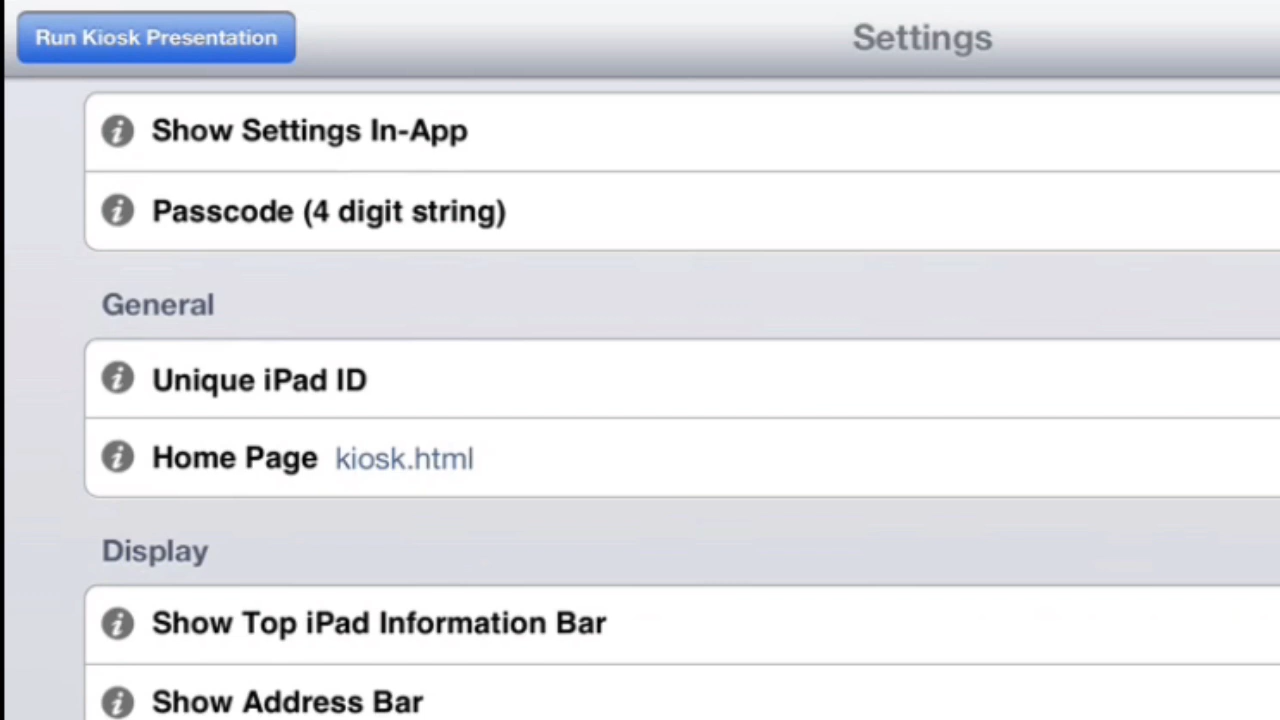 Run Kiosk Presentation
Settings
Show Settings In-App
Passcode (4 digit string)
General
Unique iPad ID
Home Page kiosk.html
Display
Show Top iPad Information Bar
Show Address Bar